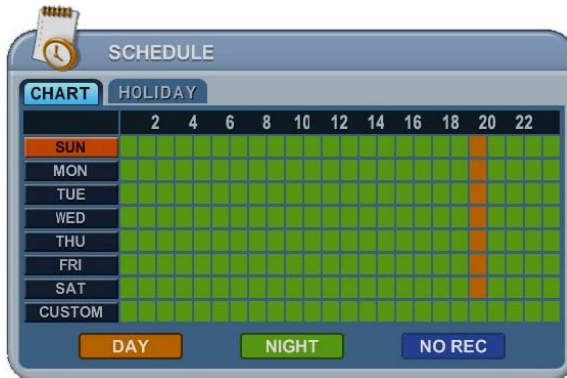 SCHEDULE
CHART HOLIDAY
2 4 6 8 10 12 14 16 18 20 22
SUN
MON
TUE
WED
THU
FRI
SAT
CUSTOM
DAY NIGHT NO REC